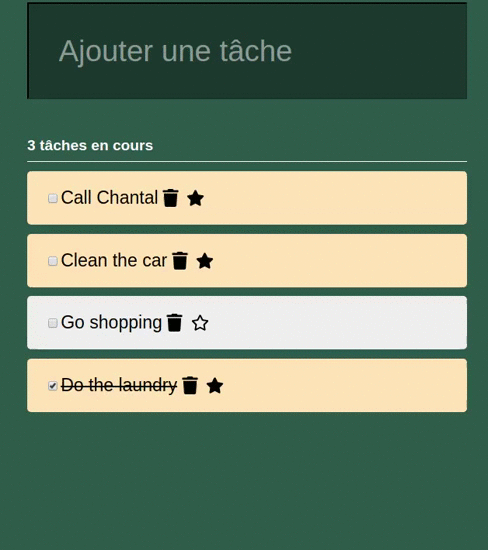 Ajouter une tâche
3 tâches en cours
Call Chantal
Clean the car
Go shopping
Do the laundry